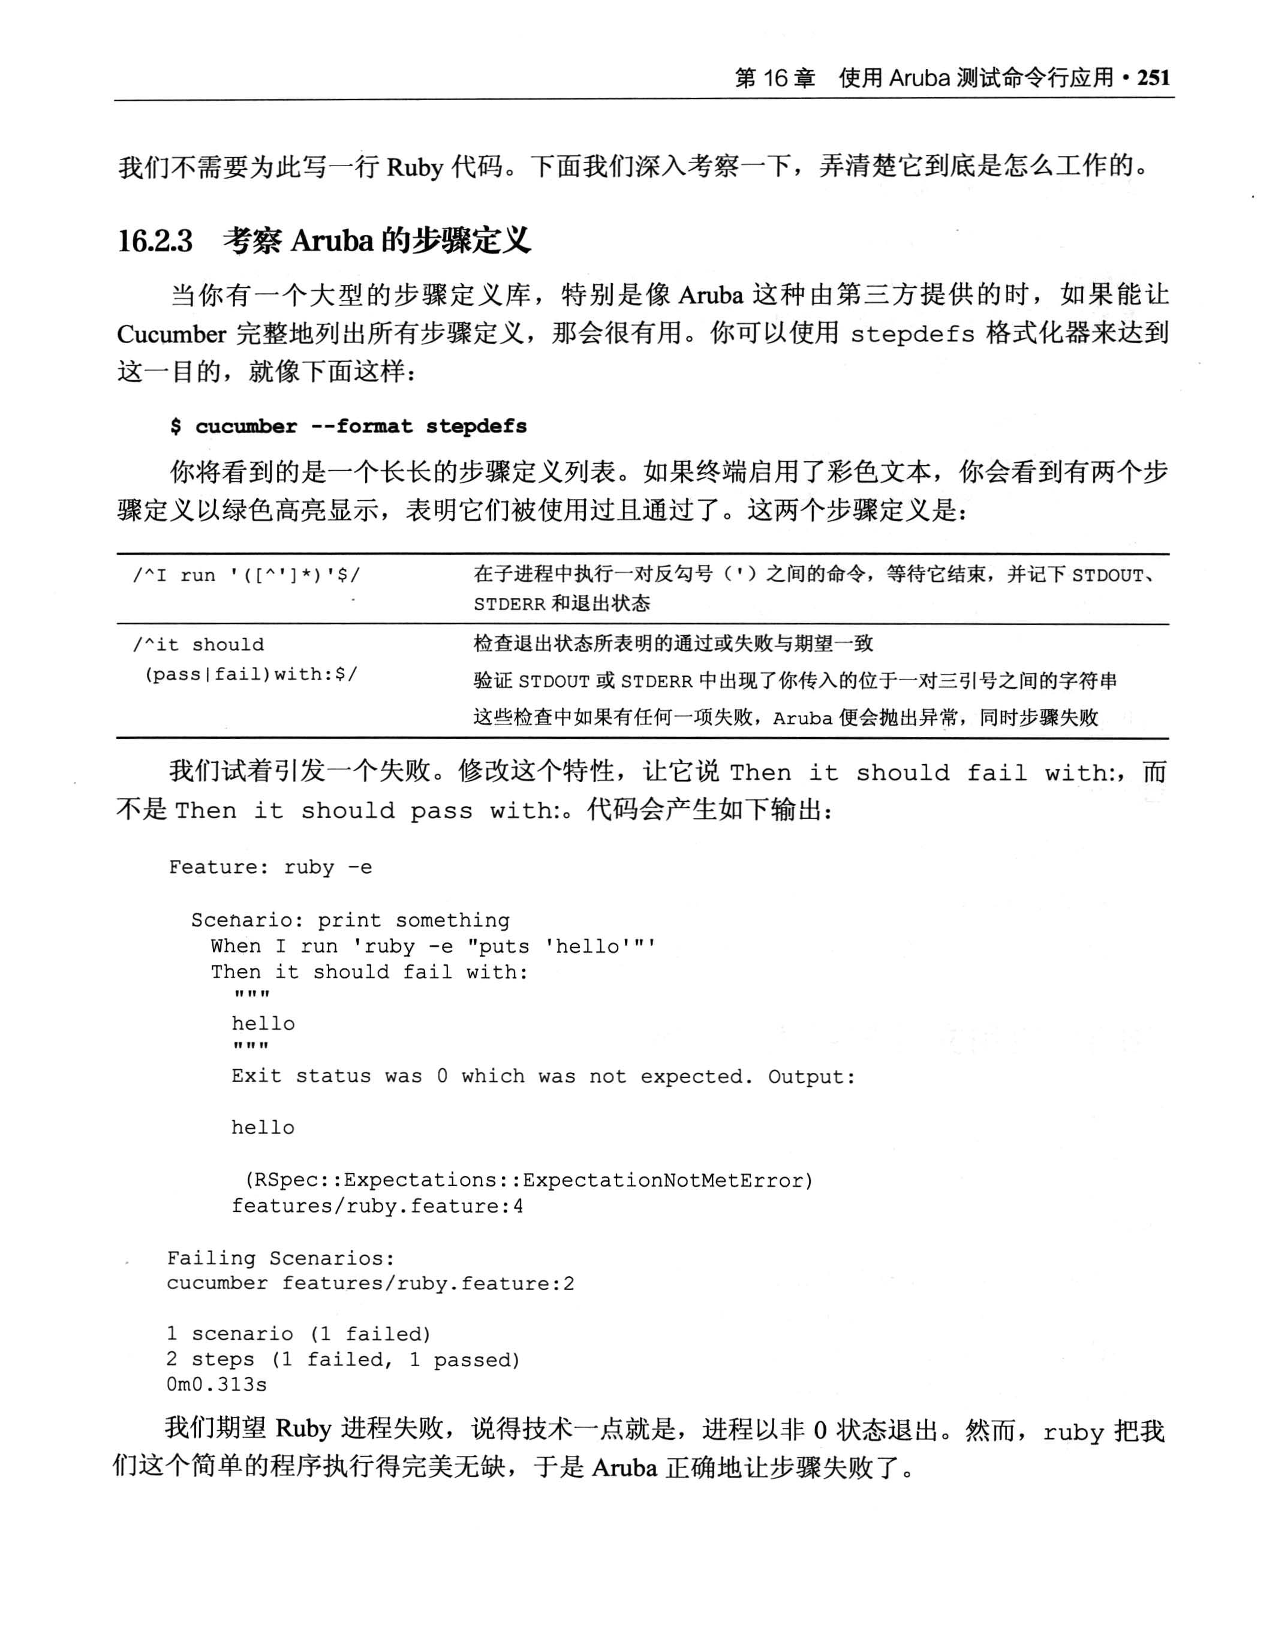 第 16 章　使用 Aruba 测试命令行应用 • 251
我们不需要为此写一行 Ruby 代码。下面我们深入考察一下，弄清楚它到底是怎么工作的。
16.2.3　考察 Aruba 的步骤定义
当你有一个大型的步骤定义库，特别是像 Aruba 这种由第三方提供的时，如果能让
Cucumber 完整地列出所有步骤定义，那会很有用。你可以使用 stepdefs 格式化器来达到
这一目的，就像下面这样：
$ cucumber --format stepdefs
你将看到的是一个长长的步骤定义列表。如果终端启用了彩色文本，你会看到有两个步
骤定义以绿色高亮显示，表明它们被使用过且通过了。这两个步骤定义是：
/^I run '([^']*)'$/　在子进程中执行一对反勾号（'）之间的命令，等待它结束，并记下 STDOUT、
STDERR 和退出状态
/^it should　检查退出状态所表明的通过或失败与期望一致
(pass|fail)with:$/　验证 STDOUT 或 STDERR 中出现了你传入的位于一对三引号之间的字符串
这些检查中如果有任何一项失败，Aruba 便会抛出异常，同时步骤失败
我们试着引发一个失败。修改这个特性，让它说 Then it should fail with:，而
不是 Then it should pass with:。代码会产生如下输出：
Feature: ruby -e
Scenario: print something
When I run 'ruby -e "puts 'hello'"'
Then it should fail with:
"""
hello
"""
Exit status was 0 which was not expected. Output:
hello
(RSpec::Expectations::ExpectationNotMetError)
features/ruby.feature:4
Failing Scenarios:
cucumber features/ruby.feature:2
1 scenario (1 failed)
2 steps (1 failed, 1 passed)
0m0.313s
我们期望 Ruby 进程失败，说得技术一点就是，进程以非 0 状态退出。然而，ruby 把我
们这个简单的程序执行得完美无缺，于是 Aruba 正确地让步骤失败了。